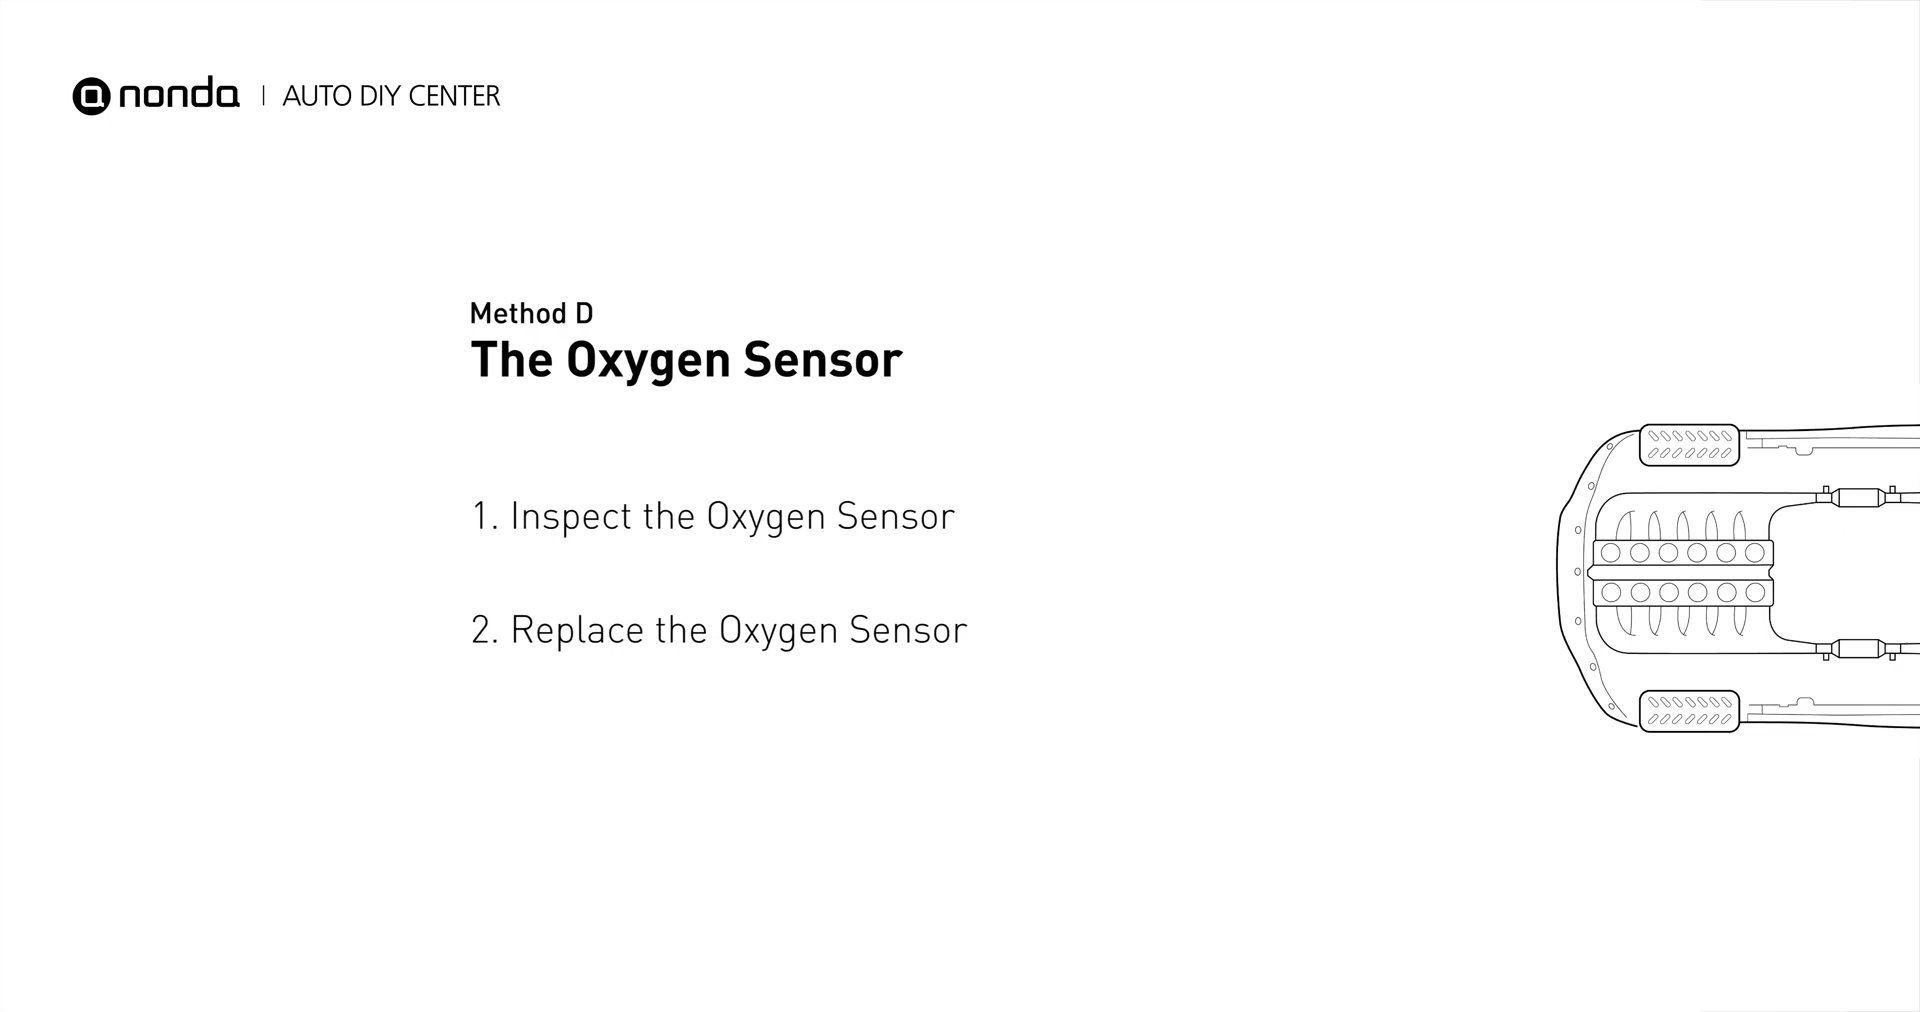 nonda | AUTO DIY CENTER
Method D
The Oxygen Sensor
1. Inspect the Oxygen Sensor
2. Replace the Oxygen Sensor